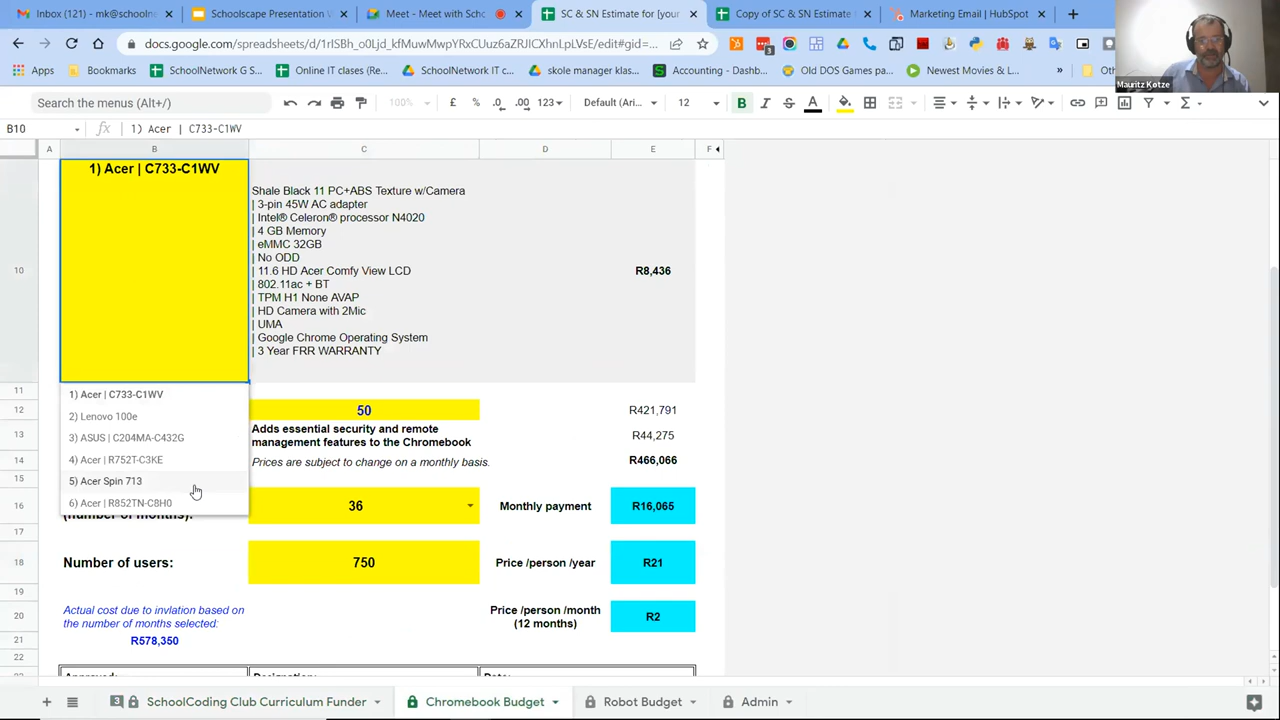 Inbox (121) - mk@schoolne
Schoolscape Presentation V
Meet - Meet with Scho
SC & SN Estimate for [your
Copy of SC & SN Estimate f
Marketing Email | HubSpot
docs.google.com/spreadsheets/d/1rISBh_o0Ljd_kfMuwMwpYRxCUuz6aZRJICXhnLpLVsE/edit#gid=...
Apps
Bookmarks
SchoolNetwork G S
Online IT clases (Re...
SchoolNetwork IT C...
skole manager klas...
Accounting - Dashb...
Old DOS Games pa...
Newest Movies & L...
»
Mauritz Kotze
Search the menus (Alt+/)
100%
£
.0
.00
123
Default (Ari...
12
B
I
S
A
B10
fx
1) Acer | C733-C1WV
A
B
C
D
E
F
1) Acer | C733-C1WV
Shale Black 11 PC+ABS Texture w/Camera
| 3-pin 45W AC adapter
| Intel® Celeron® processor N4020
| 4 GB Memory
| eMMC 32GB
| No ODD
| 11.6 HD Acer Comfy View LCD
| 802.11ac + BT
| TPM H1 None AVAP
| HD Camera with 2Mic
| UMA
| Google Chrome Operating System
| 3 Year FRR WARRANTY
10
R8,436
11
1) Acer | C733-C1WV
2) Lenovo 100e
3) ASUS | C204MA-C432G
4) Acer | R752T-C3KE
5) Acer Spin 713
6) Acer | R852TN-C8H0
12
50
R421,791
13
Adds essential security and remote
management features to the Chromebook
R44,275
14
Prices are subject to change on a monthly basis.
R466,066
15
16
(number of months):
36
Monthly payment
R16,065
17
18
Number of users:
750
Price /person /year
R21
19
20
Actual cost due to invlation based on
the number of months selected:
Price /person /month
(12 months)
R2
21
R578,350
22
23
Approved:
Designation:
Date:
3
SchoolCoding Club Curriculum Funder
Chromebook Budget
Robot Budget
Admin